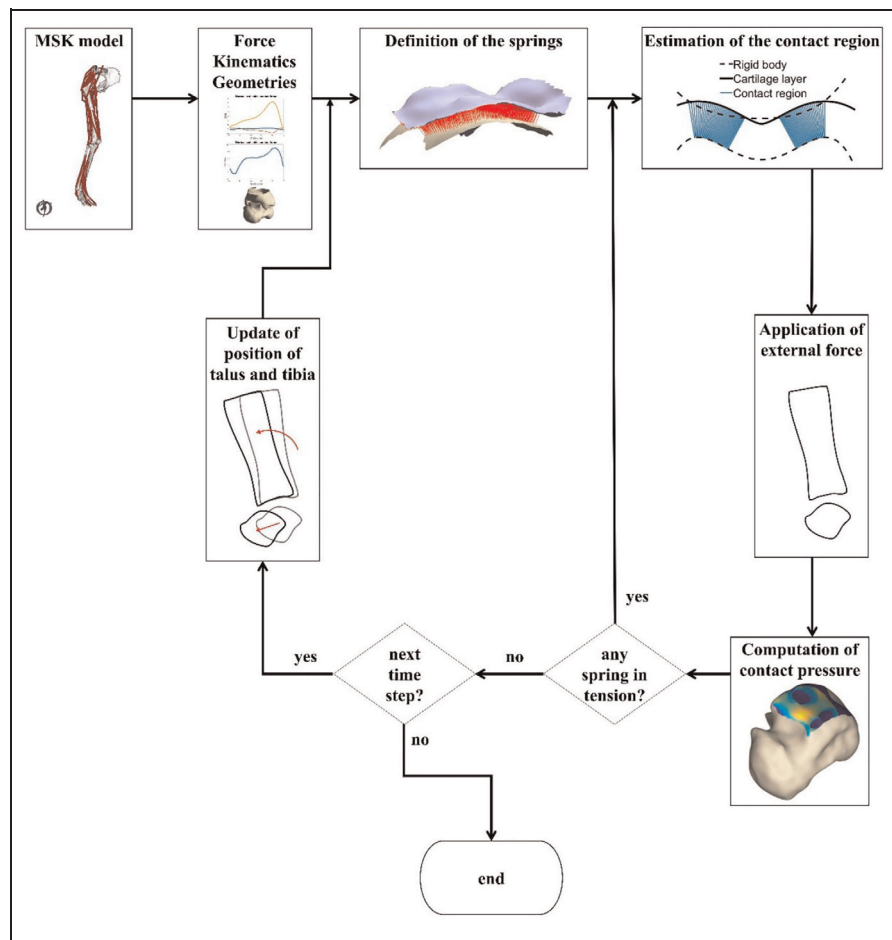 MSK model
Force
Kinematics
Geometries
Definition of the springs
Estimation of the contact region
Rigid body
Cartilage layer
Contact region
Update of
position of
talus and tibia
Application of
external force
yes
Computation of
contact pressure
any
spring in
tension?
no
next
time
step?
yes
no
end